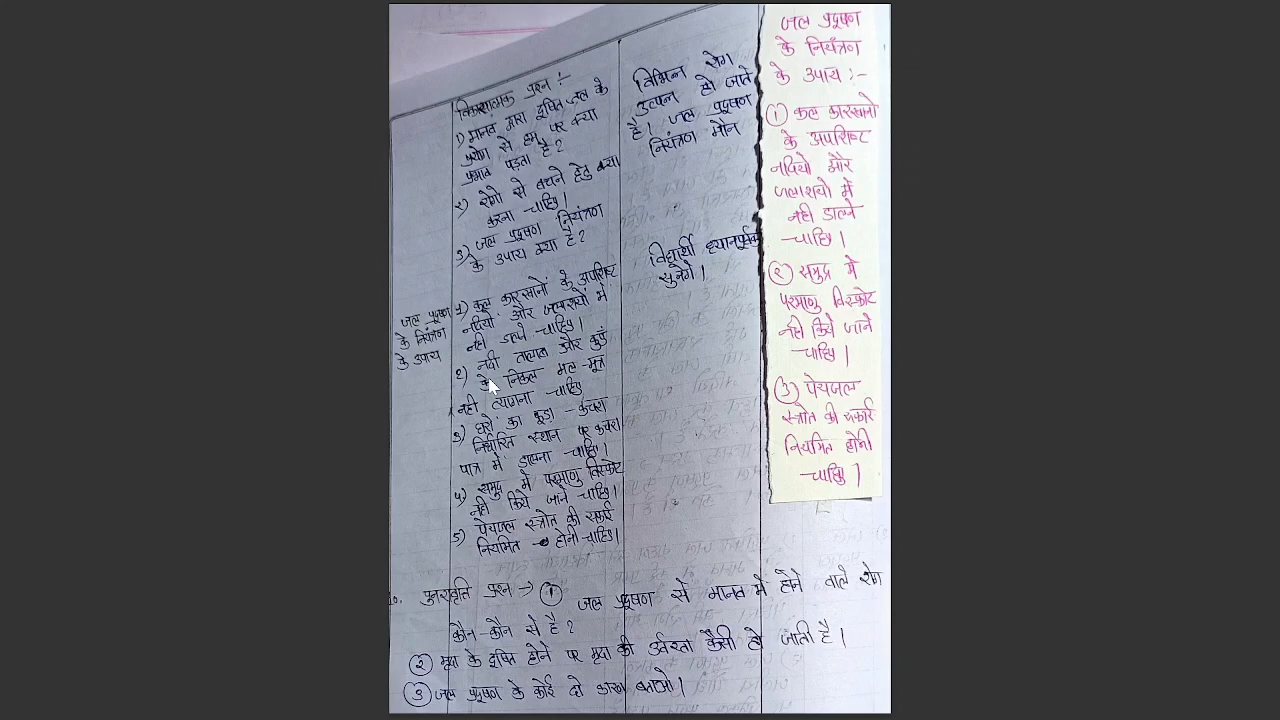 विकासात्मक प्रश्न :-
1) मानव द्वारा दूषित जल के
प्रयोग से हम पर क्या
प्रभाव पड़ता है?
२) रोगो से बचने हेतु क्या
करना चाहिए।
3) जल प्रदूषण नियंत्रण
के उपाय क्या है?
विभिन्न रोग
उत्पन्न हो जाते
है। जल प्रदूषण
नियंत्रण मौन
विद्यार्थी ध्यानपूर्वक
सुनेगे।
जल प्रदूषण
के नियंत्रण
के उपाय
1) कल कारखानों के अपशिष्ट
नदियों और जलाशयों में
नही डालने चाहिए।
२) नदी तालाब और कुएँ
के निकल मल-मूत्र
नही त्यागना चाहिए
3) घरो का कूड़ा-कचरा
निर्धारित स्थान पर कचरा
पात्र में डालना चाहिए।
4) समुद्र में परमाणु विस्फोट
नही किये जाने चाहिए।
5) पेयजल स्त्रोत की सफाई
नियमित होनी चाहिए।
जल प्रदूषण
के नियंत्रण
के उपाय :-
① कल कारखानो
के अपशिष्ट
नदियो और
जलाशयो में
नही डालने
चाहिए।
② समुद्र मे
परमाणु विस्फोट
नही किये जाने
चाहिए।
③ पेयजल
स्त्रोत की सफाई
नियमित होनी
चाहिए।
10. पुनरावृति प्रश्न → ① जल प्रदूषण से मानव मे होने वाले रोग
कौन-कौन से है?
② मृदा के दूषित होने पर मृदा की उर्वरता कैसी हो जाती है।
③ जल प्रदूषण के कोई दो कारण बताओ।